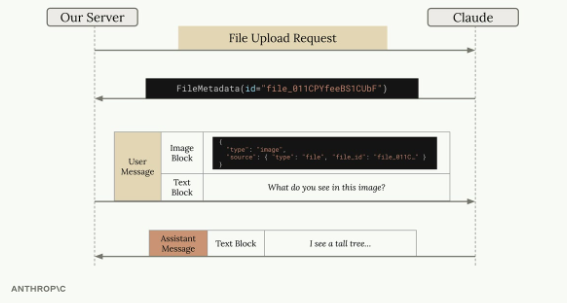 Our Server
Claude
File Upload Request
FileMetadata(id="file_011CPYfeeBS1CUbF")
User
Message
Image
Block
{
"type": "image",
"source": { "type": "file", "file_id": "file_011C…" }
}
Text
Block
What do you see in this image?
Assistant
Message
Text Block
I see a tall tree...
ANTHROP\C